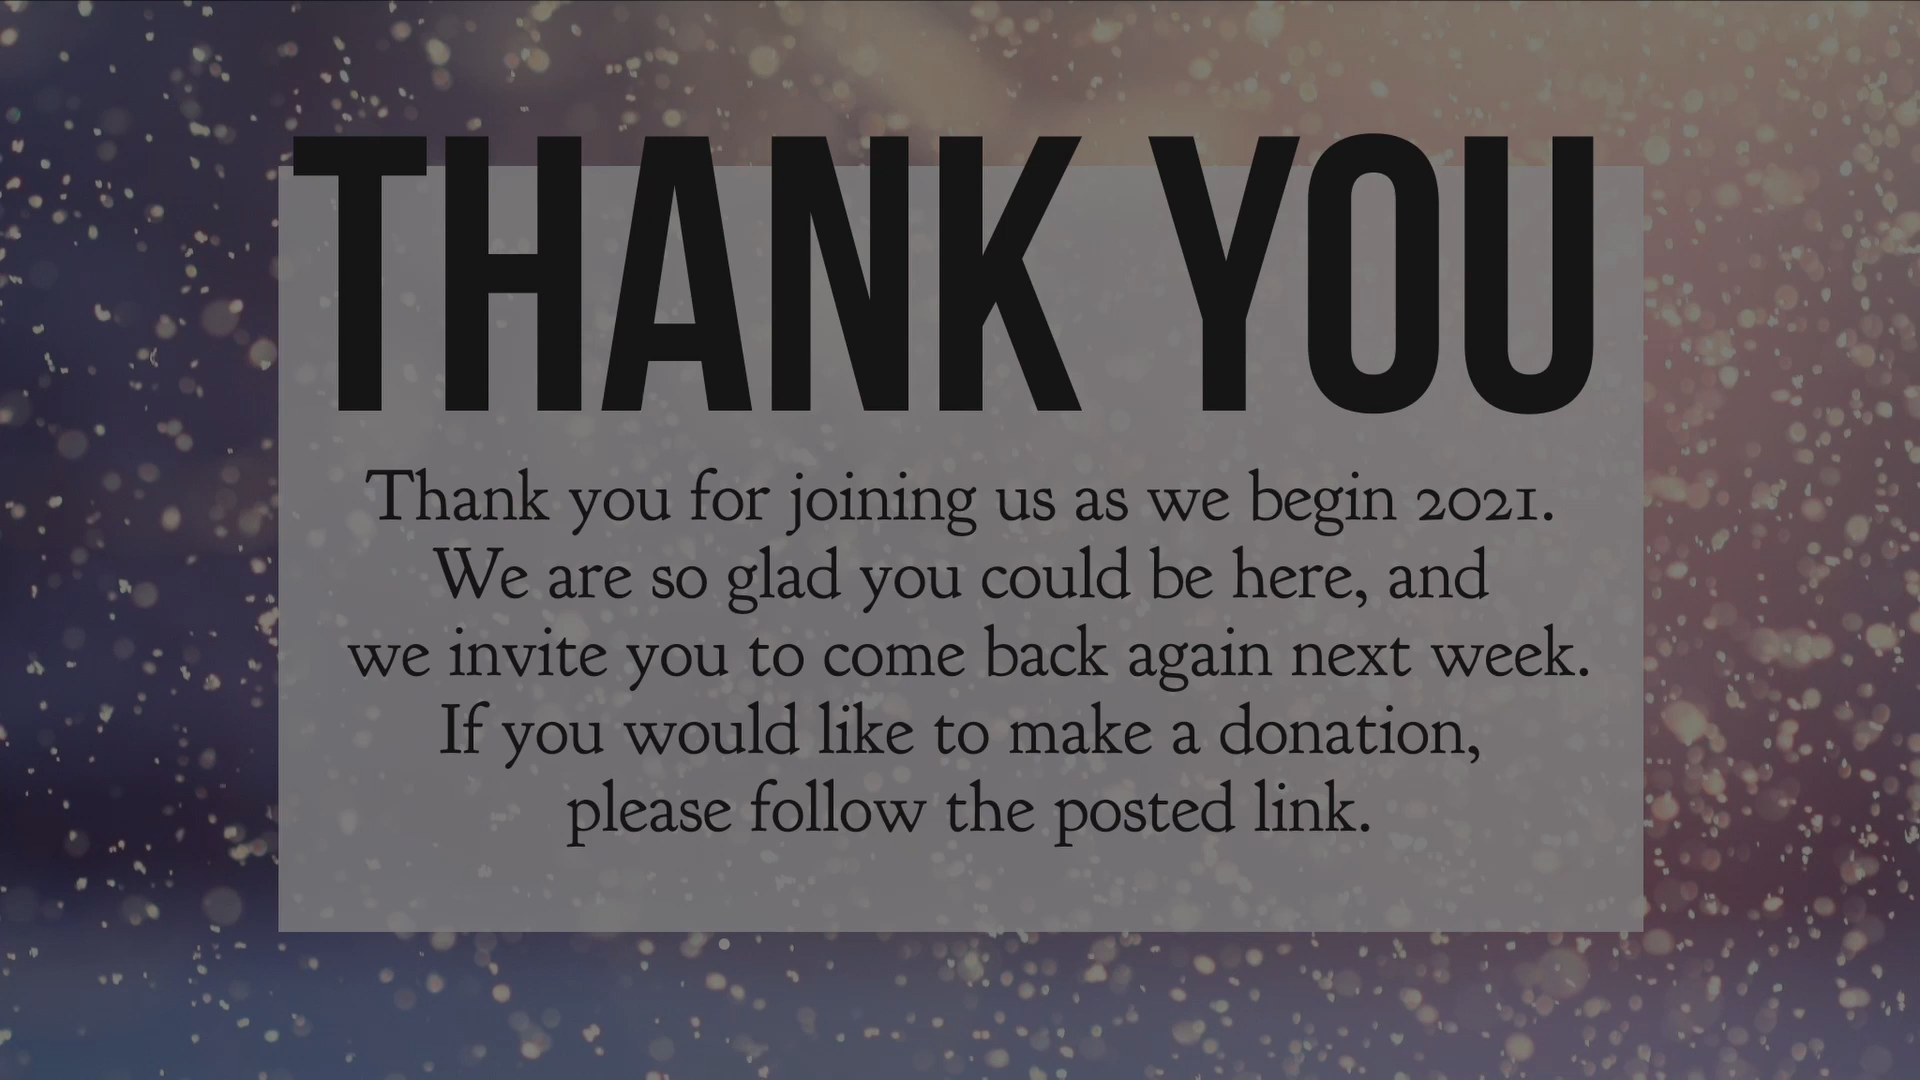 THANK YOU
Thank you for joining us as we begin 2021.
We are so glad you could be here, and
we invite you to come back again next week.
If you would like to make a donation,
please follow the posted link.